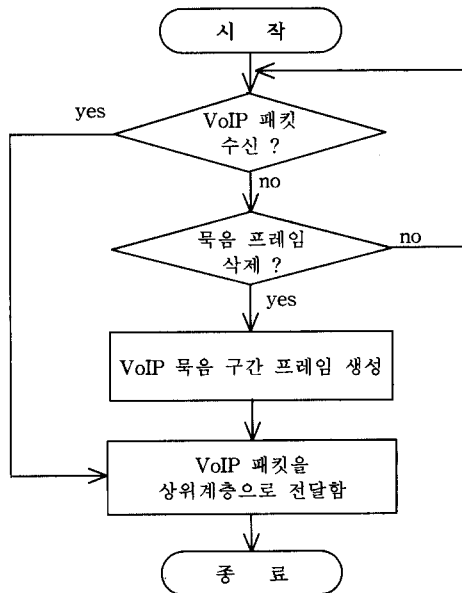 시 작
yes
VoIP 패킷
수신 ?
no
묵음 프레임
삭제 ?
no
yes
VoIP 묵음 구간 프레임 생성
VoIP 패킷을
상위계층으로 전달함
종 료